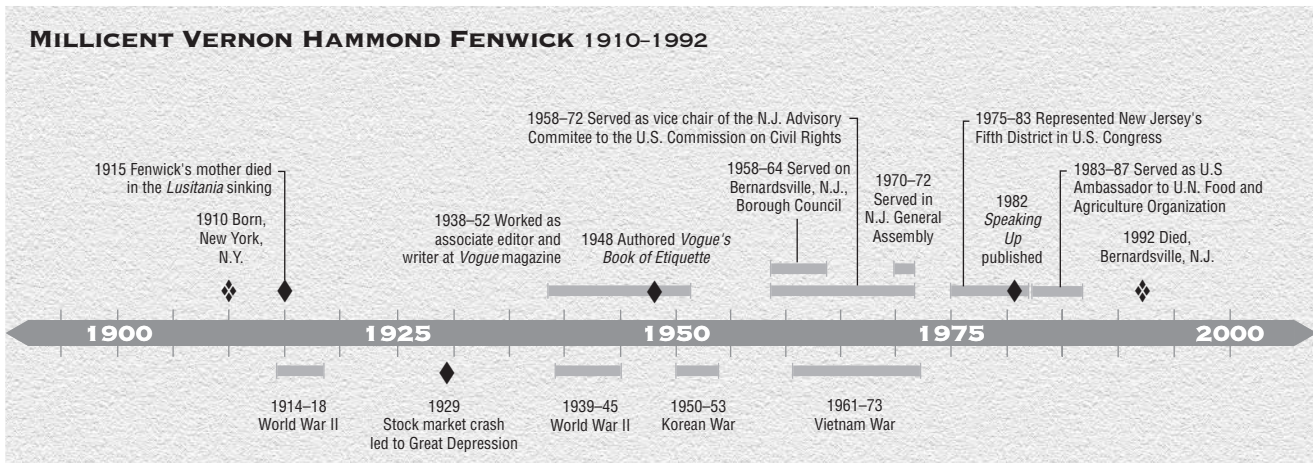 MILLICENT VERNON HAMMOND FENWICK 1910–1992
1958–72 Served as vice chair of the N.J. Advisory
Commitee to the U.S. Commission on Civil Rights
1975–83 Represented New Jersey's
Fifth District in U.S. Congress
1915 Fenwick's mother died
in the Lusitania sinking
1958–64 Served on
Bernardsville, N.J.,
Borough Council
1970–72
Served in
N.J. General
Assembly
1983–87 Served as U.S
Ambassador to U.N. Food and
Agriculture Organization
1910 Born,
New York,
N.Y.
1938–52 Worked as
associate editor and
writer at Vogue magazine
1948 Authored Vogue's
Book of Etiquette
1982
Speaking
Up
published
1992 Died,
Bernardsville, N.J.
1900
1925
1950
1975
2000
1914–18
World War II
1929
Stock market crash
led to Great Depression
1939–45
World War II
1950–53
Korean War
1961–73
Vietnam War